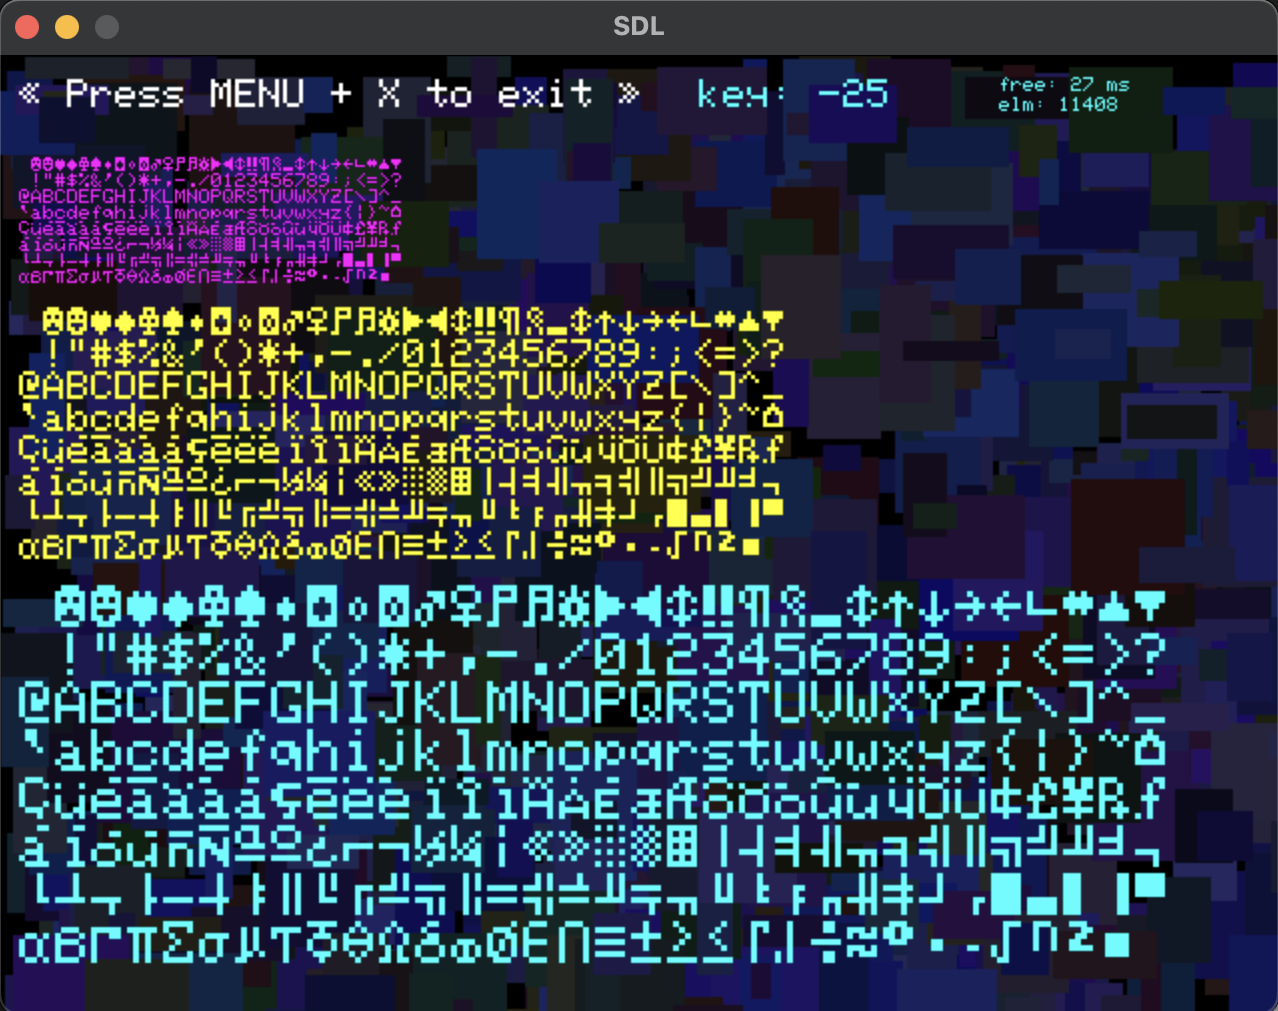 SDL
« Press MENU + X to exit »  key: -25
free: 27 ms
elm: 11408
☺☻♥♦♣♠•◘○◙♂♀♪♫☼►◄↕‼¶§▬↨↑↓→←∟↔▲▼
!"#$%&'()*+,-./0123456789:;<=>?
@ABCDEFGHIJKLMNOPQRSTUVWXYZ[\]^_
`abcdefghijklmnopqrstuvwxyz{¦}~⌂
ÇüéâäàåçêëèïîìÄÅÉæÆôöòûùÿÖÜ¢£¥₧ƒ
áíóúñÑªº¿⌐¬½¼¡«»░▒▓│┤╡╢╖╕╣║╗╝╜╛┐
└┴┬├─┼╞╟╚╔╩╦╠═╬╧╨╤╥╙╘╒╓╫╪┘┌█▄▌▐▀
αßΓπΣσµτΦΘΩδ∞φε∩≡±≥≤⌠⌡÷≈°∙·√ⁿ²■
☺☻♥♦♣♠•◘○◙♂♀♪♫☼►◄↕‼¶§▬↨↑↓→←∟↔▲▼
!"#$%&'()*+,-./0123456789:;<=>?
@ABCDEFGHIJKLMNOPQRSTUVWXYZ[\]^_
`abcdefghijklmnopqrstuvwxyz{¦}~⌂
ÇüéâäàåçêëèïîìÄÅÉæÆôöòûùÿÖÜ¢£¥₧ƒ
áíóúñÑªº¿⌐¬½¼¡«»░▒▓│┤╡╢╖╕╣║╗╝╜╛┐
└┴┬├─┼╞╟╚╔╩╦╠═╬╧╨╤╥╙╘╒╓╫╪┘┌█▄▌▐▀
αßΓπΣσµτΦΘΩδ∞φε∩≡±≥≤⌠⌡÷≈°∙·√ⁿ²■
☺☻♥♦♣♠•◘○◙♂♀♪♫☼►◄↕‼¶§▬↨↑↓→←∟↔▲▼
!"#$%&'()*+,-./0123456789:;<=>?
@ABCDEFGHIJKLMNOPQRSTUVWXYZ[\]^_
`abcdefghijklmnopqrstuvwxyz{¦}~⌂
ÇüéâäàåçêëèïîìÄÅÉæÆôöòûùÿÖÜ¢£¥₧ƒ
áíóúñÑªº¿⌐¬½¼¡«»░▒▓│┤╡╢╖╕╣║╗╝╜╛┐
└┴┬├─┼╞╟╚╔╩╦╠═╬╧╨╤╥╙╘╒╓╫╪┘┌█▄▌▐▀
αßΓπΣσµτΦΘΩδ∞φε∩≡±≥≤⌠⌡÷≈°∙·√ⁿ²■